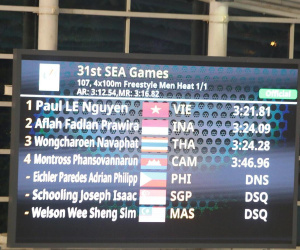 31st SEA Games
107, 4x100m Freestyle Men Heat 1/1
AR: 3:12.54, MR: 3:16.82
Official
1 Paul LE Nguyen VIE 3:21.81
2 Aflah Fadlan Prawira INA 3:24.09
3 Wongcharoen Navaphat THA 3:24.28
4 Montross Phansovannarun CAM 3:46.96
- Eichler Paredes Adrian Philipp PHI DNS
- Schooling Joseph Isaac SGP DSQ
- Welson Wee Sheng Sim MAS DSQ